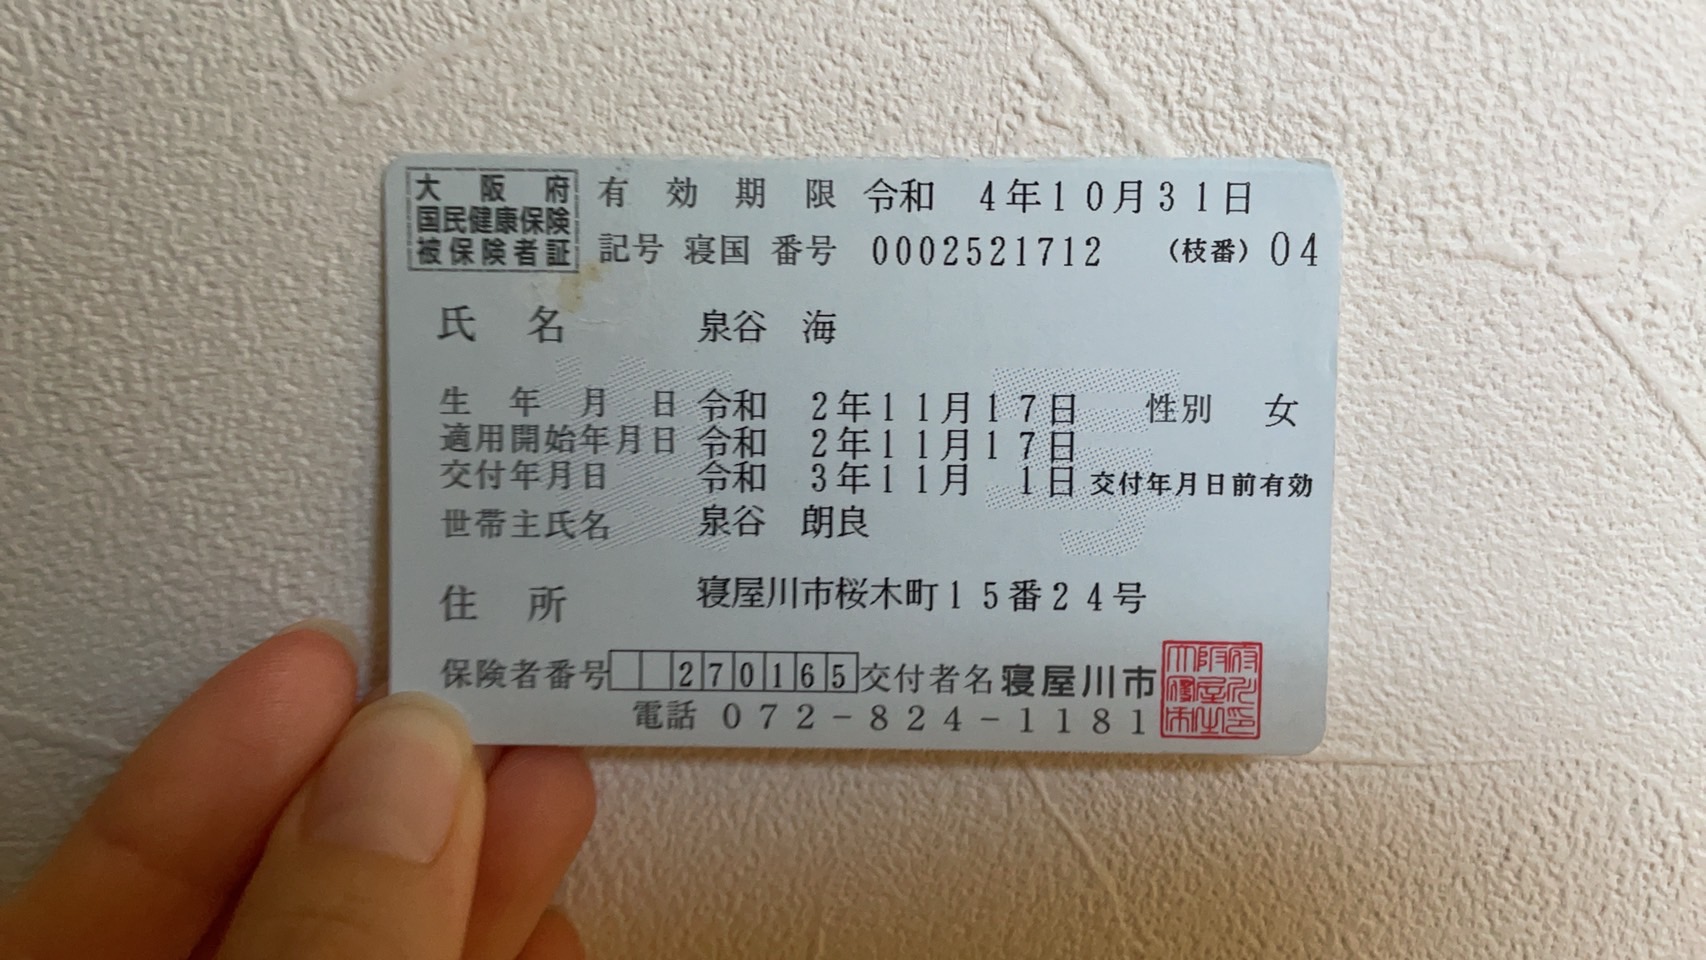 大阪府
国民健康保険
被保険者証
有効期限 令和 4年10月31日
記号 寝国 番号 0002521712 (枝番) 04
氏名 泉谷 海
生年月日 令和 2年11月17日 性別 女
適用開始年月日 令和 2年11月17日
交付年月日 令和 3年11月 1日 交付年月日前有効
世帯主氏名 泉谷 朗良
住所 寝屋川市桜木町15番24号
保険者番号 270165 交付者名 寝屋川市
電話 072-824-1181